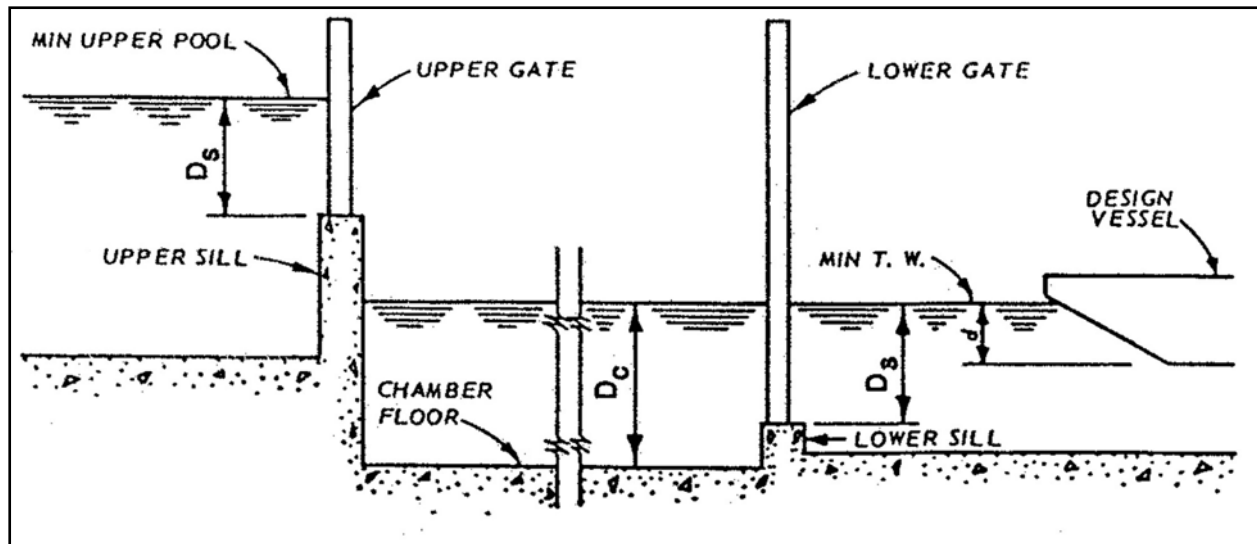 MIN UPPER POOL
UPPER GATE
LOWER GATE
DS
DESIGN
VESSEL
UPPER SILL
MIN T. W.
d
DC
DS
CHAMBER
FLOOR
LOWER SILL